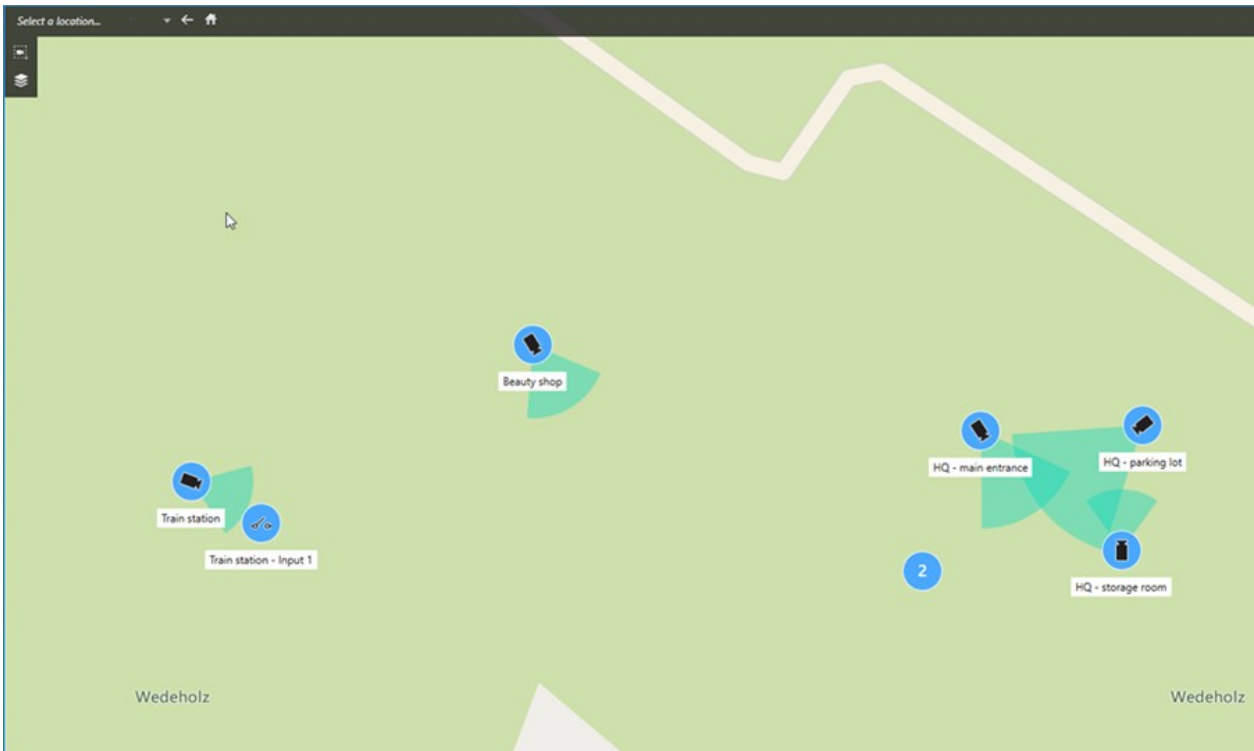 Select a location...
Beauty shop
HQ - main entrance
HQ - parking lot
Train station
Train station - Input 1
2
HQ - storage room
Wedeholz
Wedeholz